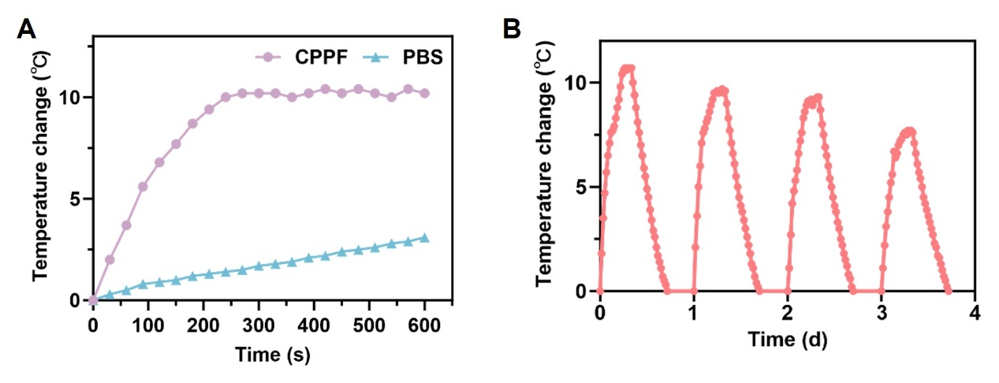 A
Temperature change (℃)
10
5
0
CPPF PBS
0 100 200 300 400 500 600
Time (s)
B
Temperature change (℃)
10
5
0
0 1 2 3 4
Time (d)